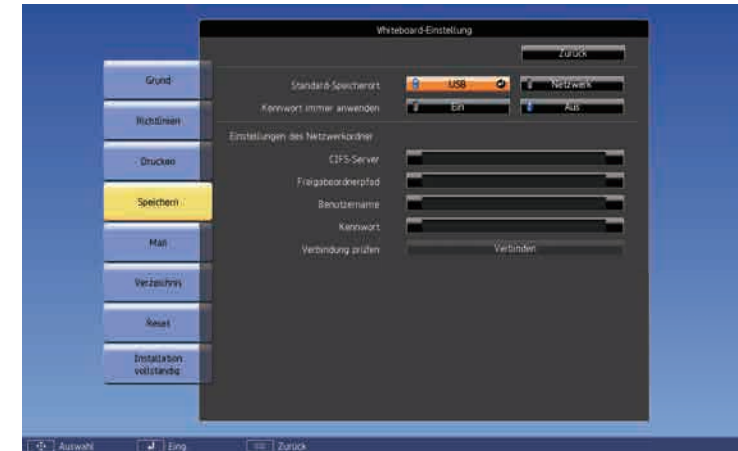 Whiteboard-Einstellung
Zurück
Grund
Richtlinien
Drucken
Speichern
Mail
Verzeichnis
Reset
Installation
vollständig
Standard-Speicherort USB Netzwerk
Kennwort immer anwenden Ein Aus
Einstellungen des Netzwerkordner
CIFS-Server
Freigabeordnerpfad
Benutzername
Kennwort
Verbindung prüfen Verbinden
Auswahl Eing. Zurück